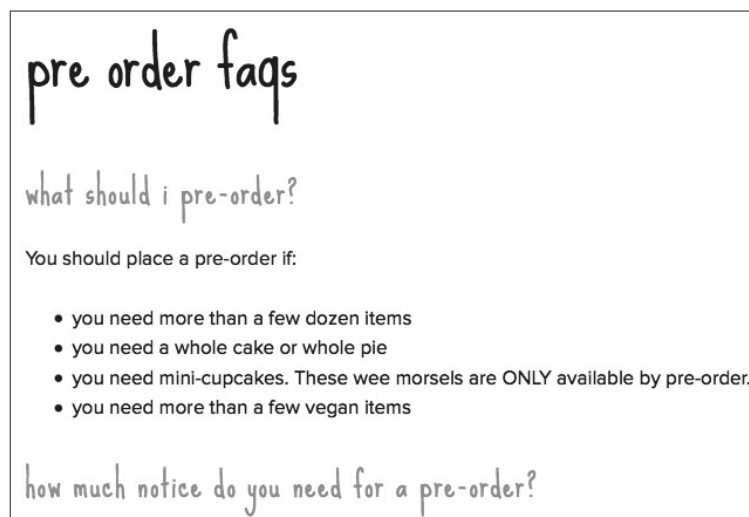 pre order faqs
what should i pre-order?
You should place a pre-order if:
• you need more than a few dozen items
• you need a whole cake or whole pie
• you need mini-cupcakes. These wee morsels are ONLY available by pre-order.
• you need more than a few vegan items
how much notice do you need for a pre-order?